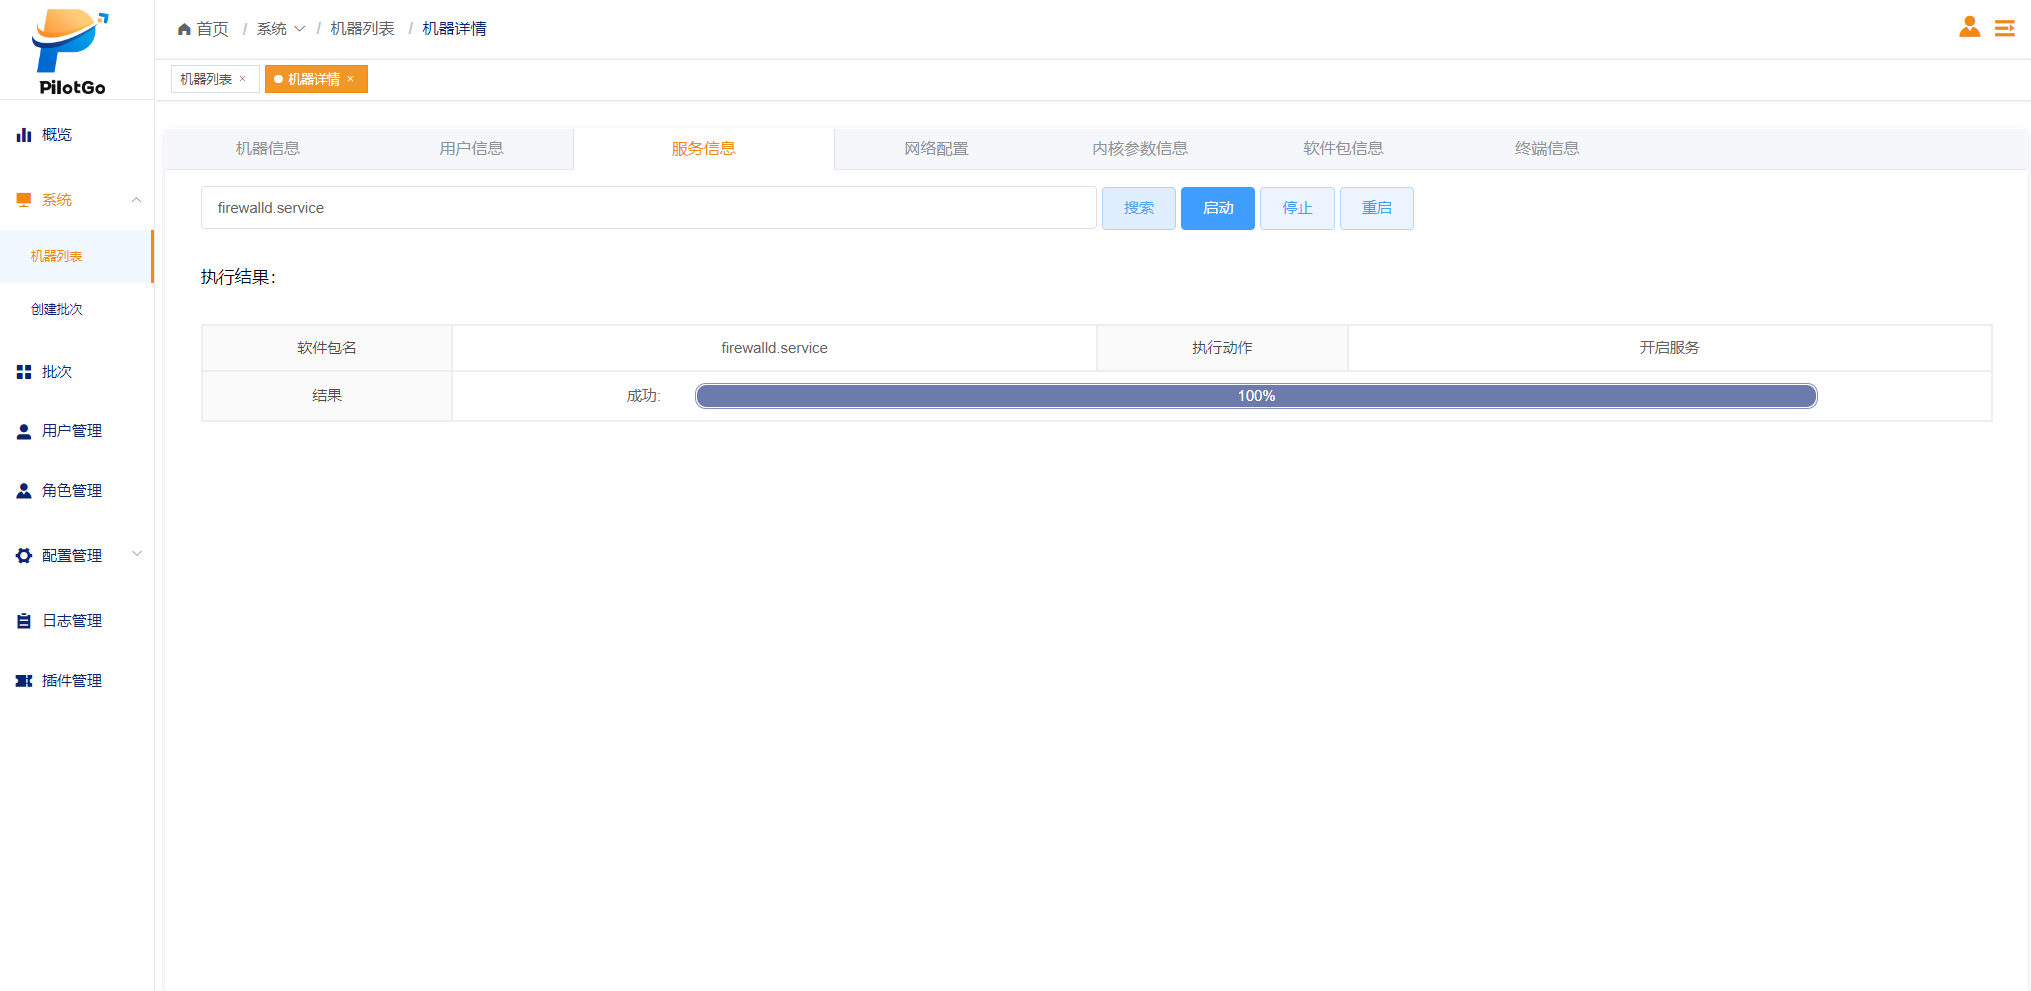 PilotGo
首页 / 系统 / 机器列表 / 机器详情
机器列表 × 机器详情 ×
概览
系统
机器列表
创建批次
批次
用户管理
角色管理
配置管理
日志管理
插件管理
机器信息 用户信息 服务信息 网络配置 内核参数信息 软件包信息 终端信息
firewalld.service 搜索 启动 停止 重启
执行结果：
软件包名 firewalld.service 执行动作 开启服务
结果 成功: 100%